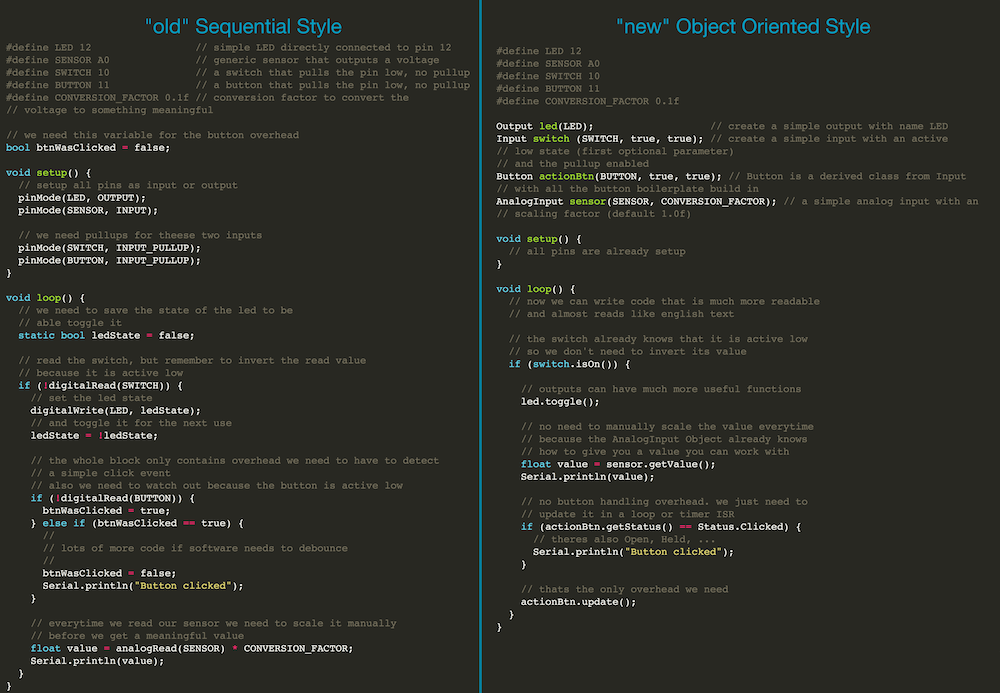 "old" Sequential Style
#define LED 12 // simple LED directly connected to pin 12
#define SENSOR A0 // generic sensor that outputs a voltage
#define SWITCH 10 // a switch that pulls the pin low, no pullup
#define BUTTON 11 // a button that pulls the pin low, no pullup
#define CONVERSION_FACTOR 0.1f // conversion factor to convert the
// voltage to something meaningful
// we need this variable for the button overhead
bool btnWasClicked = false;
void setup() {
// setup all pins as input or output
pinMode(LED, OUTPUT);
pinMode(SENSOR, INPUT);
// we need pullups for theese two inputs
pinMode(SWITCH, INPUT_PULLUP);
pinMode(BUTTON, INPUT_PULLUP);
}
void loop() {
// we need to save the state of the led to be
// able toggle it
static bool ledState = false;
// read the switch, but remember to invert the read value
// because it is active low
if (!digitalRead(SWITCH)) {
// set the led state
digitalWrite(LED, ledState);
// and toggle it for the next use
ledState = !ledState;
// the whole block only contains overhead we need to have to detect
// a simple click event
// also we need to watch out because the button is active low
if (!digitalRead(BUTTON)) {
btnWasClicked = true;
} else if (btnWasClicked == true) {
//
// lots of more code if software needs to debounce
//
btnWasClicked = false;
Serial.println("Button clicked");
}
// everytime we read our sensor we need to scale it manually
// before we get a meaningful value
float value = analogRead(SENSOR) * CONVERSION_FACTOR;
Serial.println(value);
}
}
"new" Object Oriented Style
#define LED 12
#define SENSOR A0
#define SWITCH 10
#define BUTTON 11
#define CONVERSION_FACTOR 0.1f
Output led(LED); // create a simple output with name LED
Input switch (SWITCH, true, true); // create a simple input with an active
// low state (first optional parameter)
// and the pullup enabled
Button actionBtn(BUTTON, true, true); // Button is a derived class from Input
// with all the button boilerplate build in
AnalogInput sensor(SENSOR, CONVERSION_FACTOR); // a simple analog input with an
// scaling factor (default 1.0f)
void setup() {
// all pins are already setup
}
void loop() {
// now we can write code that is much more readable
// and almost reads like english text
// the switch already knows that it is active low
// so we don't need to invert its value
if (switch.isOn()) {
// outputs can have much more useful functions
led.toggle();
// no need to manually scale the value everytime
// because the AnalogInput Object already knows
// how to give you a value you can work with
float value = sensor.getValue();
Serial.println(value);
// no button handling overhead. we just need to
// update it in a loop or timer ISR
if (actionBtn.getStatus() == Status.Clicked) {
// theres also Open, Held, ...
Serial.println("Button clicked");
}
// thats the only overhead we need
actionBtn.update();
}
}